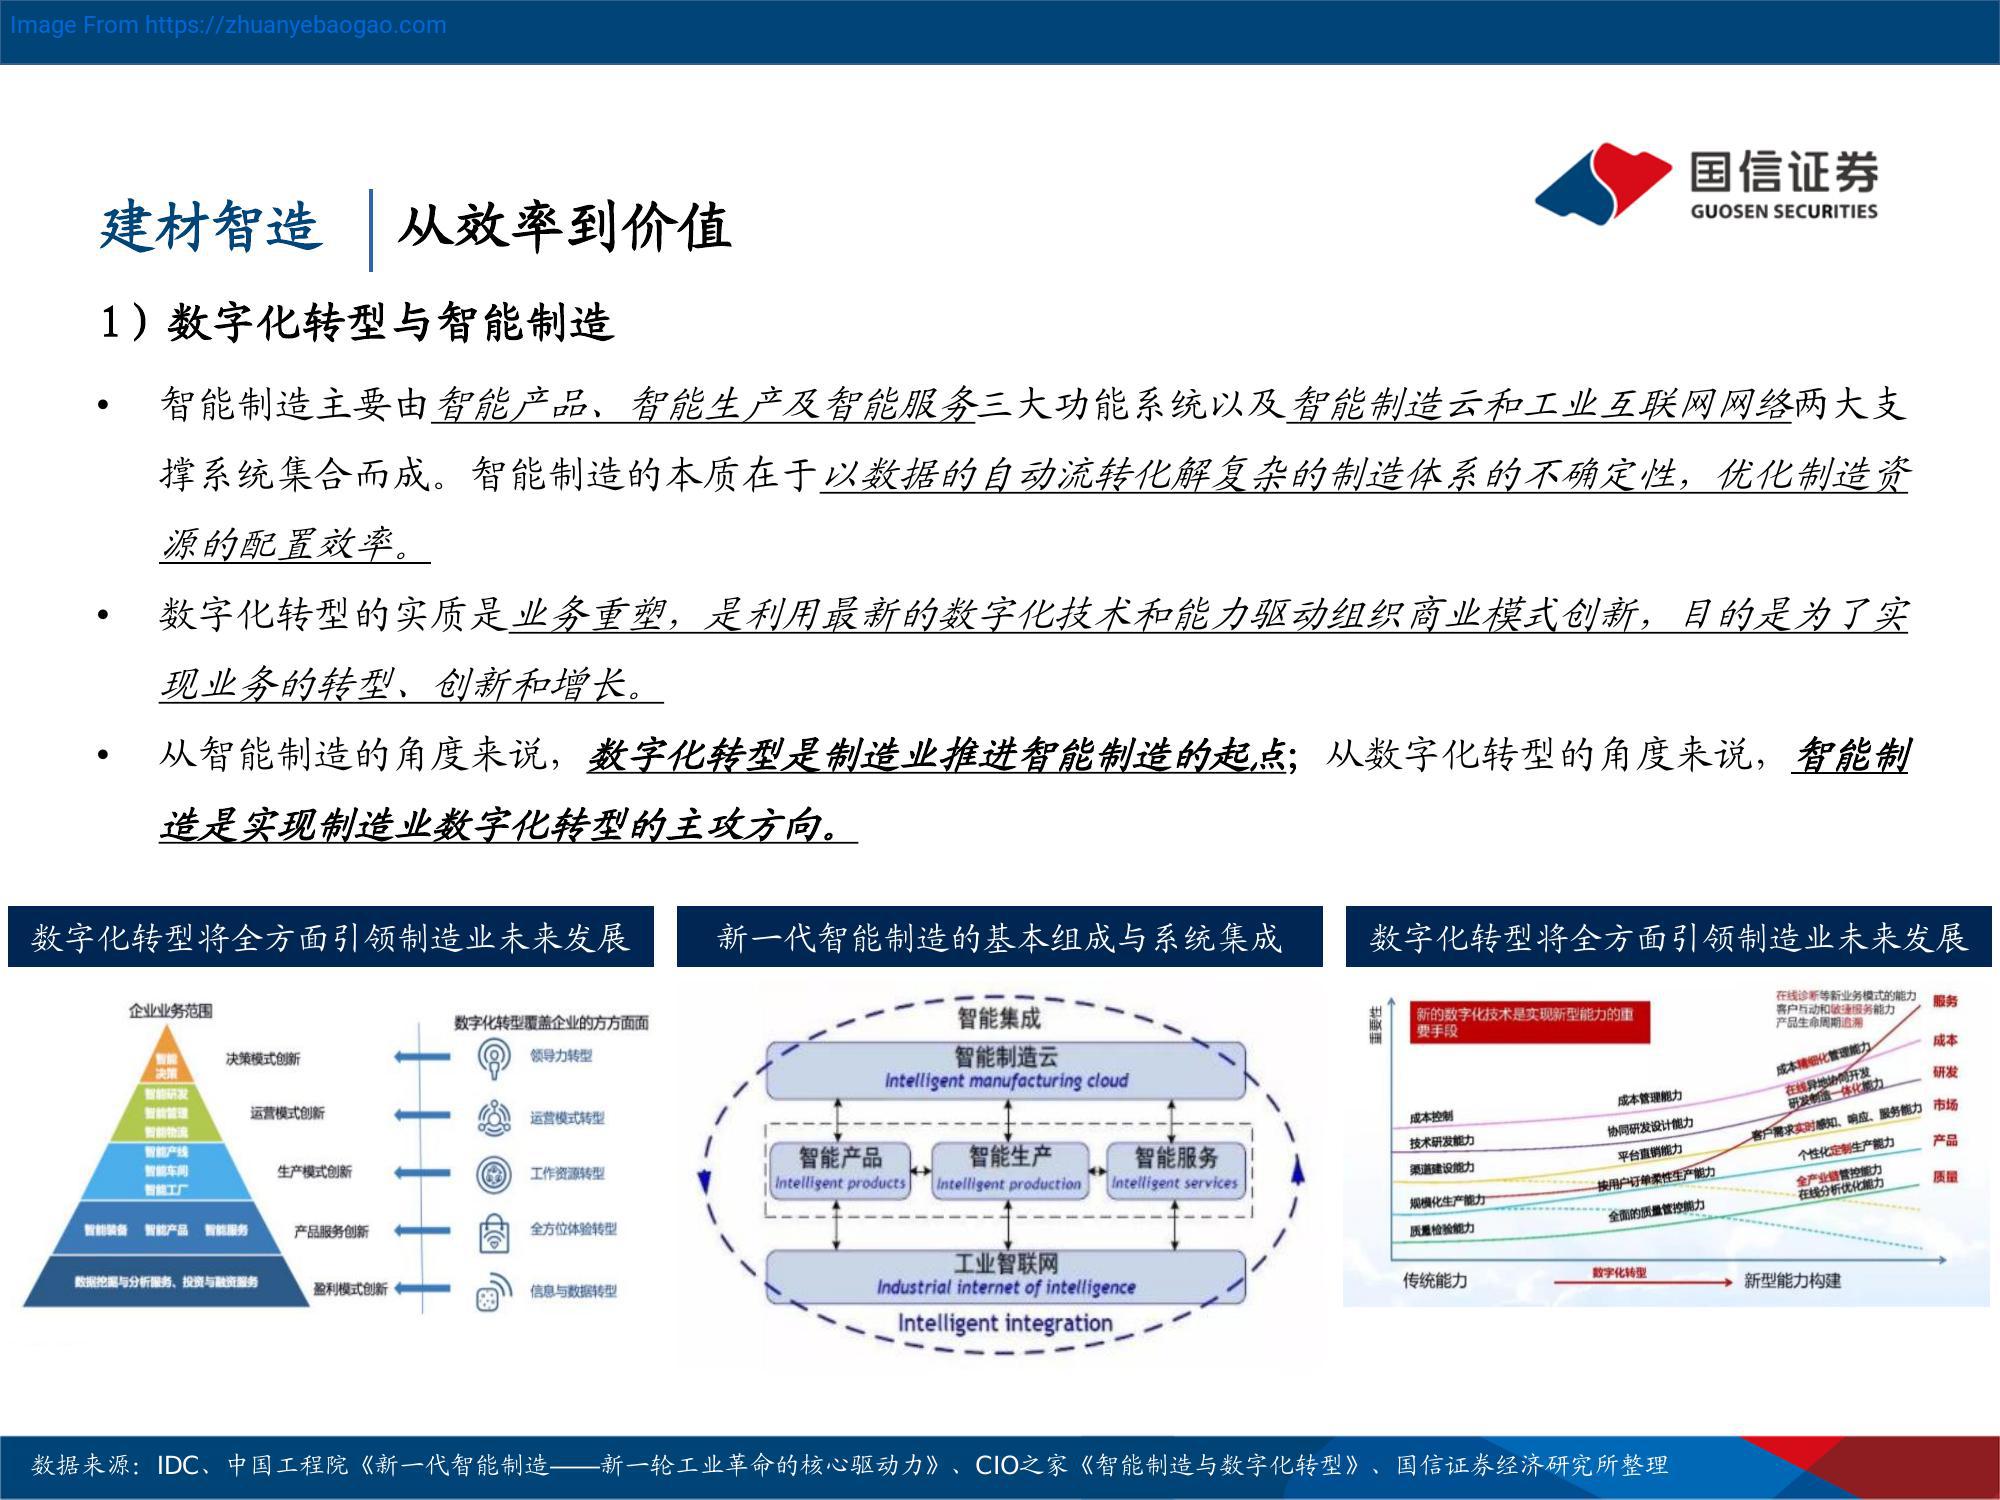 Image From https://zhuanyebaogao.com
国信证券
GUOSEN SECURITIES
建材智造
从效率到价值
1）数字化转型与智能制造
• 智能制造主要由智能产品、智能生产及智能服务三大功能系统以及智能制造云和工业互联网网络两大支
撑系统集合而成。智能制造的本质在于以数据的自动流转化解复杂的制造体系的不确定性，优化制造资
源的配置效率。
• 数字化转型的实质是业务重塑，是利用最新的数字化技术和能力驱动组织商业模式创新，目的是为了实
现业务的转型、创新和增长。
• 从智能制造的角度来说，数字化转型是制造业推进智能制造的起点；从数字化转型的角度来说，智能制
造是实现制造业数字化转型的主攻方向。
数字化转型将全方面引领制造业未来发展
企业业务范围
数字化转型覆盖企业的方方面面
智能
决策
决策模式创新
领导力转型
智能研发
智能管理
智能物流
运营模式创新
运营模式转型
智能产线
智能车间
智能工厂
生产模式创新
工作资源转型
智能装备 智能产品 智能服务
产品服务创新
全方位体验转型
数据挖掘与分析服务、投资与融资服务
盈利模式创新
信息与数据转型
新一代智能制造的基本组成与系统集成
智能集成
智能制造云
Intelligent manufacturing cloud
智能产品
Intelligent products
智能生产
Intelligent production
智能服务
Intelligent services
工业智联网
Industrial internet of intelligence
Intelligent integration
数字化转型将全方面引领制造业未来发展
重要性
新的数字化技术是实现新型能力的重
要手段
在线诊断等新业务模式的能力
客户互动和敏捷服务能力
产品生命周期追溯
服务
成本
研发
市场
产品
质量
成本精细化管理能力
在线异地协同开发
研发制造一体化能力
客户需求实时感知、响应、服务能力
个性化定制生产能力
全产业链管控能力
在线分析优化能力
成本管理能力
协同研发设计能力
平台直销能力
按用户订单柔性生产能力
全面的质量管控能力
成本控制
技术研发能力
渠道建设能力
规模化生产能力
质量检验能力
传统能力
数字化转型
新型能力构建
数据来源：IDC、中国工程院《新一代智能制造——新一轮工业革命的核心驱动力》、CIO之家《智能制造与数字化转型》、国信证券经济研究所整理